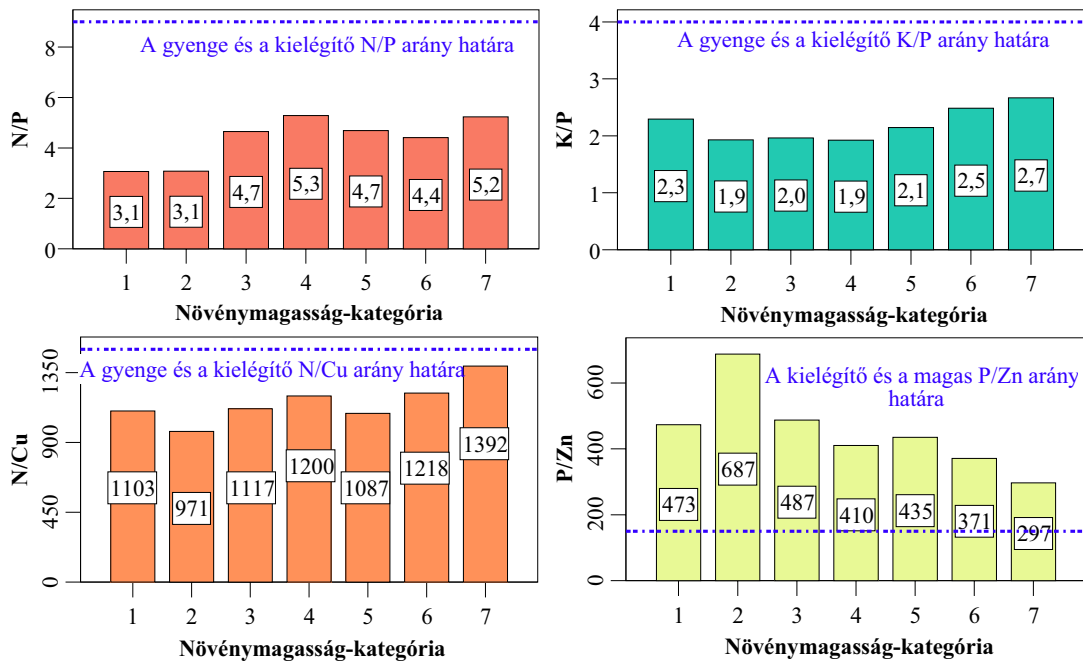 A gyenge és a kielégítő N/P arány határa
N/P
8
6
4
2
0
3,1
3,1
4,7
5,3
4,7
4,4
5,2
1 2 3 4 5 6 7
Növénymagasság-kategória
A gyenge és a kielégítő K/P arány határa
K/P
4
3
2
1
0
2,3
1,9
2,0
1,9
2,1
2,5
2,7
1 2 3 4 5 6 7
Növénymagasság-kategória
A gyenge és a kielégítő N/Cu arány határa
N/Cu
1350
900
450
0
1103
971
1117
1200
1087
1218
1392
1 2 3 4 5 6 7
Növénymagasság-kategória
A kielégítő és a magas P/Zn arány
határa
P/Zn
600
400
200
0
473
687
487
410
435
371
297
1 2 3 4 5 6 7
Növénymagasság-kategória